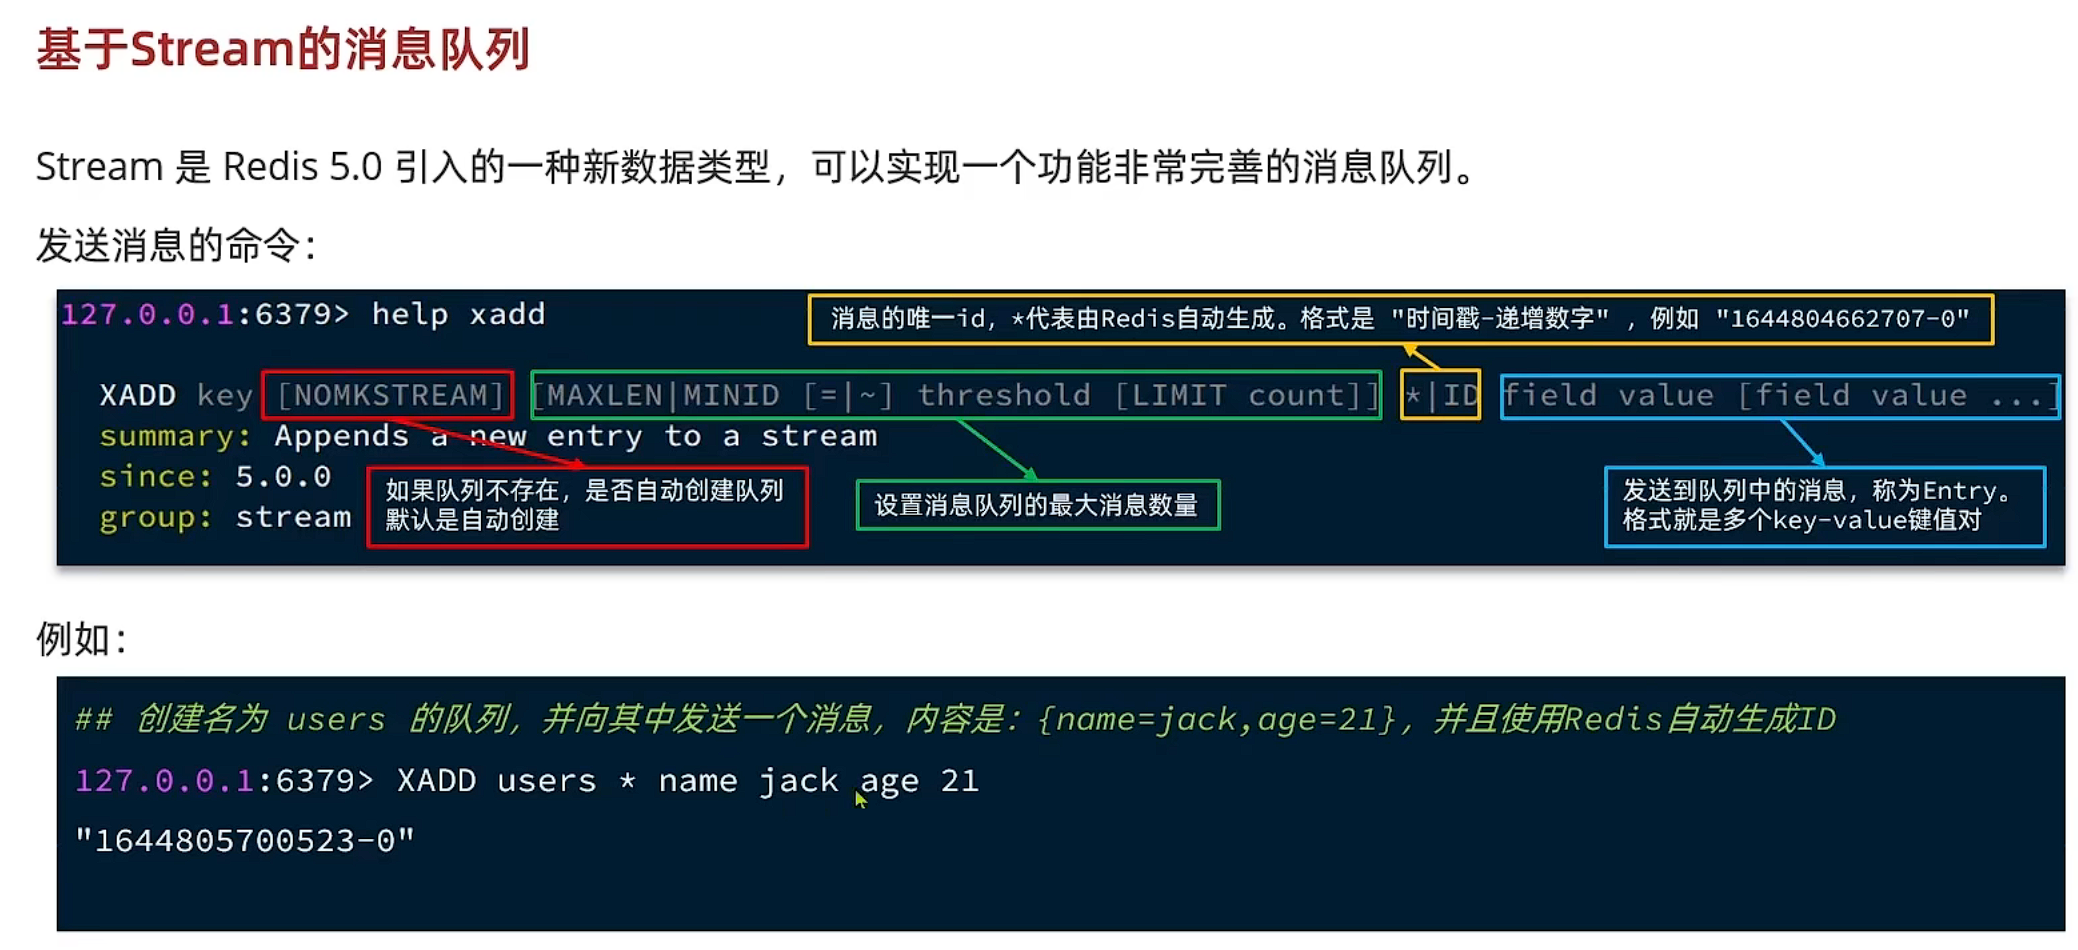 基于Stream的消息队列
Stream 是 Redis 5.0 引入的一种新数据类型，可以实现一个功能非常完善的消息队列。
发送消息的命令：
127.0.0.1:6379> help xadd
消息的唯一id，*代表由Redis自动生成。格式是 "时间戳-递增数字" ，例如 "1644804662707-0"
XADD key [NOMKSTREAM] [MAXLEN|MINID [=|~] threshold [LIMIT count]] *|ID field value [field value ...]
summary: Appends a new entry to a stream
since: 5.0.0
group: stream
如果队列不存在，是否自动创建队列
默认是自动创建
设置消息队列的最大消息数量
发送到队列中的消息，称为Entry。
格式就是多个key-value键值对
例如：
## 创建名为 users 的队列，并向其中发送一个消息，内容是：{name=jack,age=21}，并且使用Redis自动生成ID
127.0.0.1:6379> XADD users * name jack age 21
"1644805700523-0"